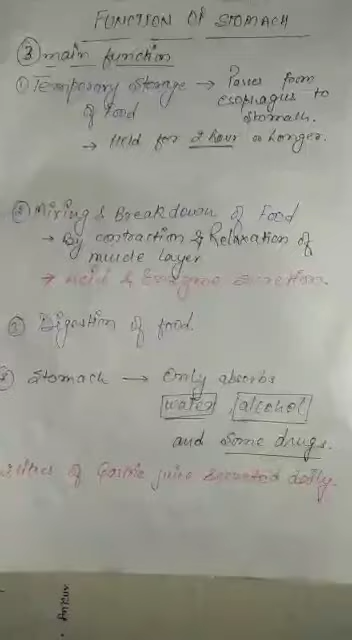 FUNCTION OF STOMACH
③ main function
① Temporary storage → Passes from
of food
esophagus to
stomach.
→ Held for 2 hour or longer.
② Mixing & Breakdown of Food
→ By contraction & Relaxation of
muscle layer
→ Acid & Enzyme secretion.
③ Digestion of food.
Stomach → Only absorbs
water, alcohol
and some drugs.
of Gastric juice secreted daily.